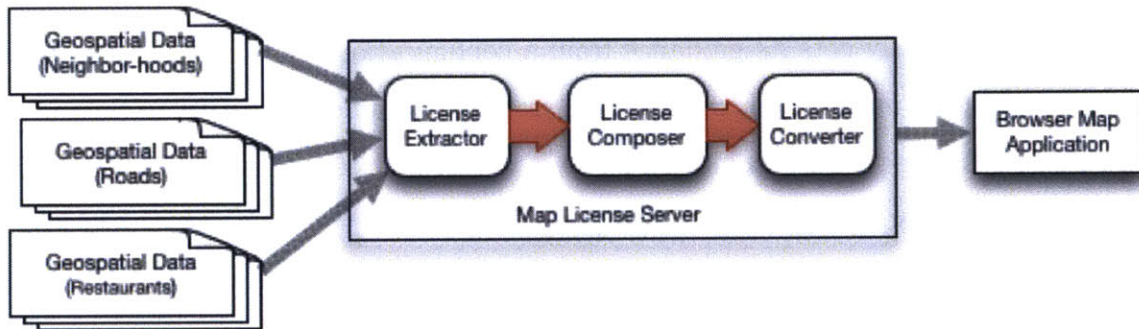 Geospatial Data
(Neighbor-hoods)
Geospatial Data
(Roads)
Geospatial Data
(Restaurants)
License
Extractor
License
Composer
License
Converter
Map License Server
Browser Map
Application